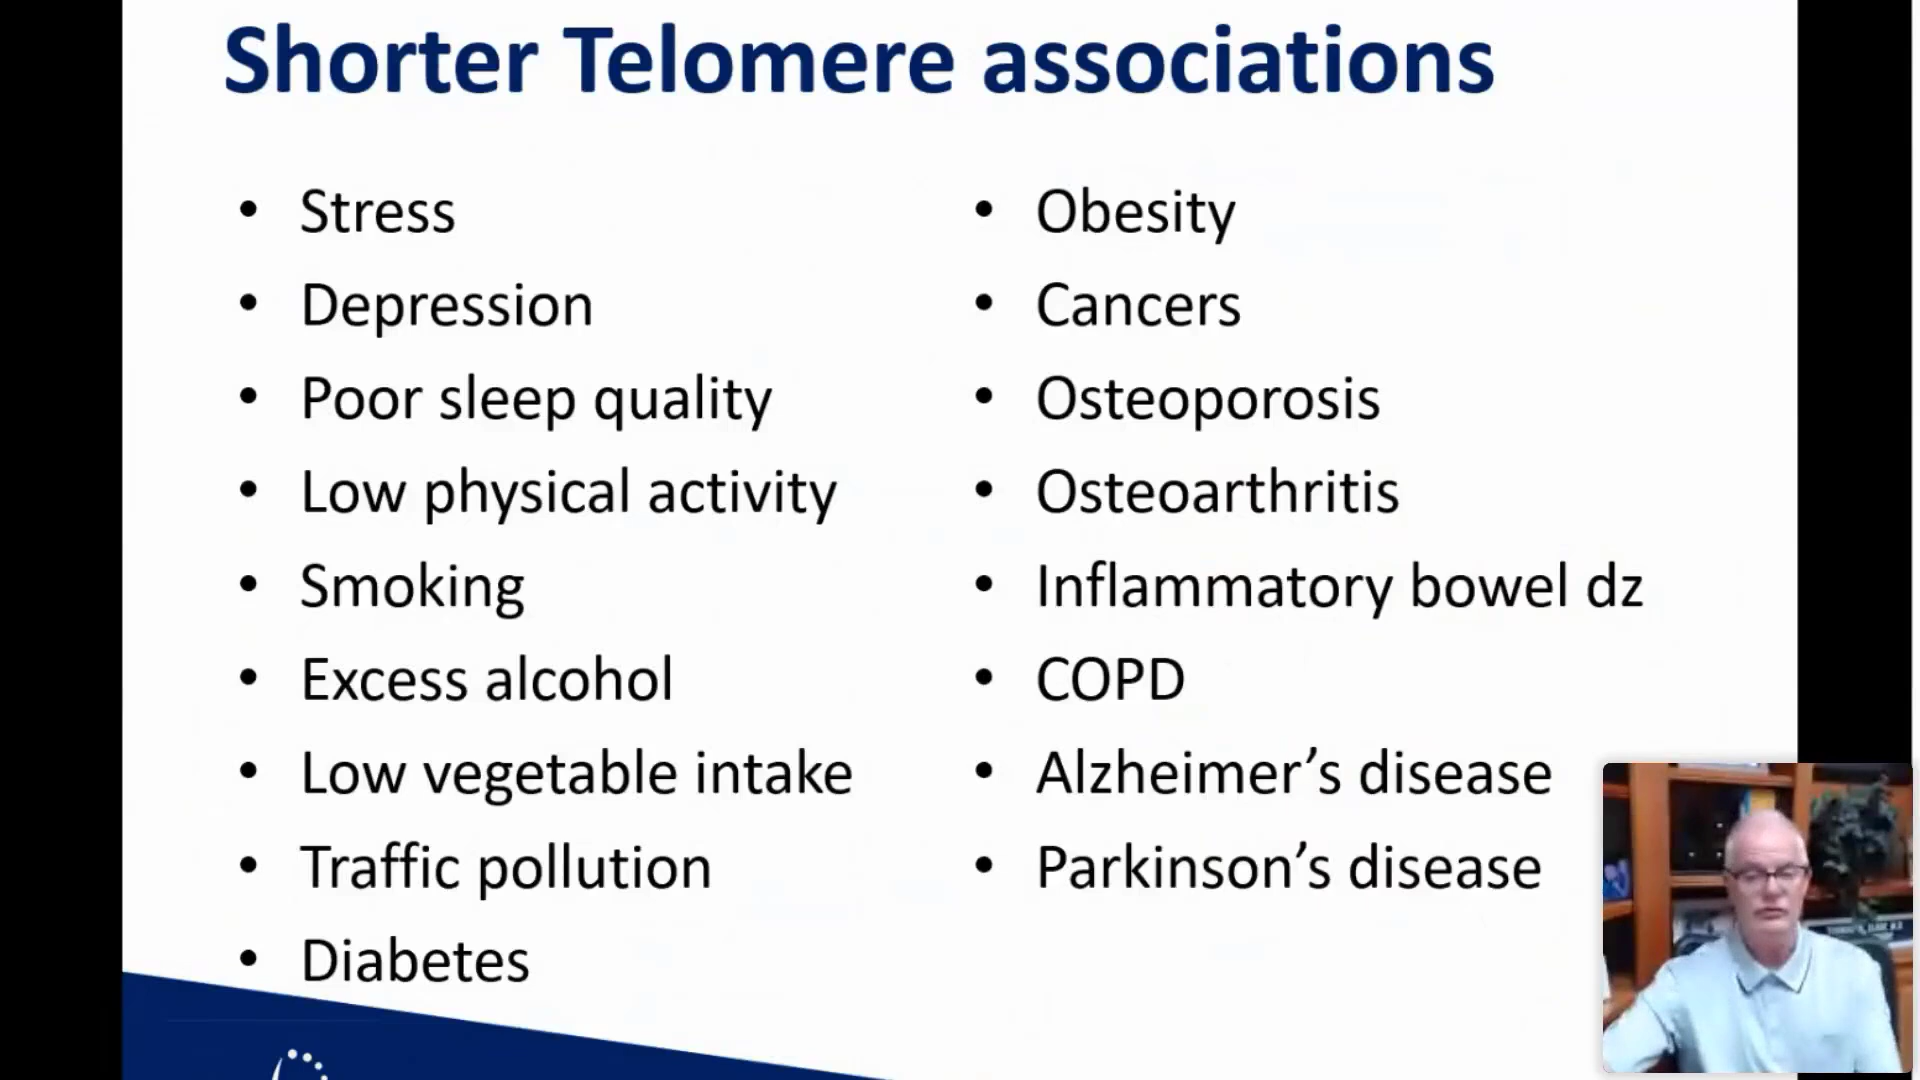 Shorter Telomere associations
• Stress
• Depression
• Poor sleep quality
• Low physical activity
• Smoking
• Excess alcohol
• Low vegetable intake
• Traffic pollution
• Diabetes
• Obesity
• Cancers
• Osteoporosis
• Osteoarthritis
• Inflammatory bowel dz
• COPD
• Alzheimer’s disease
• Parkinson’s disease